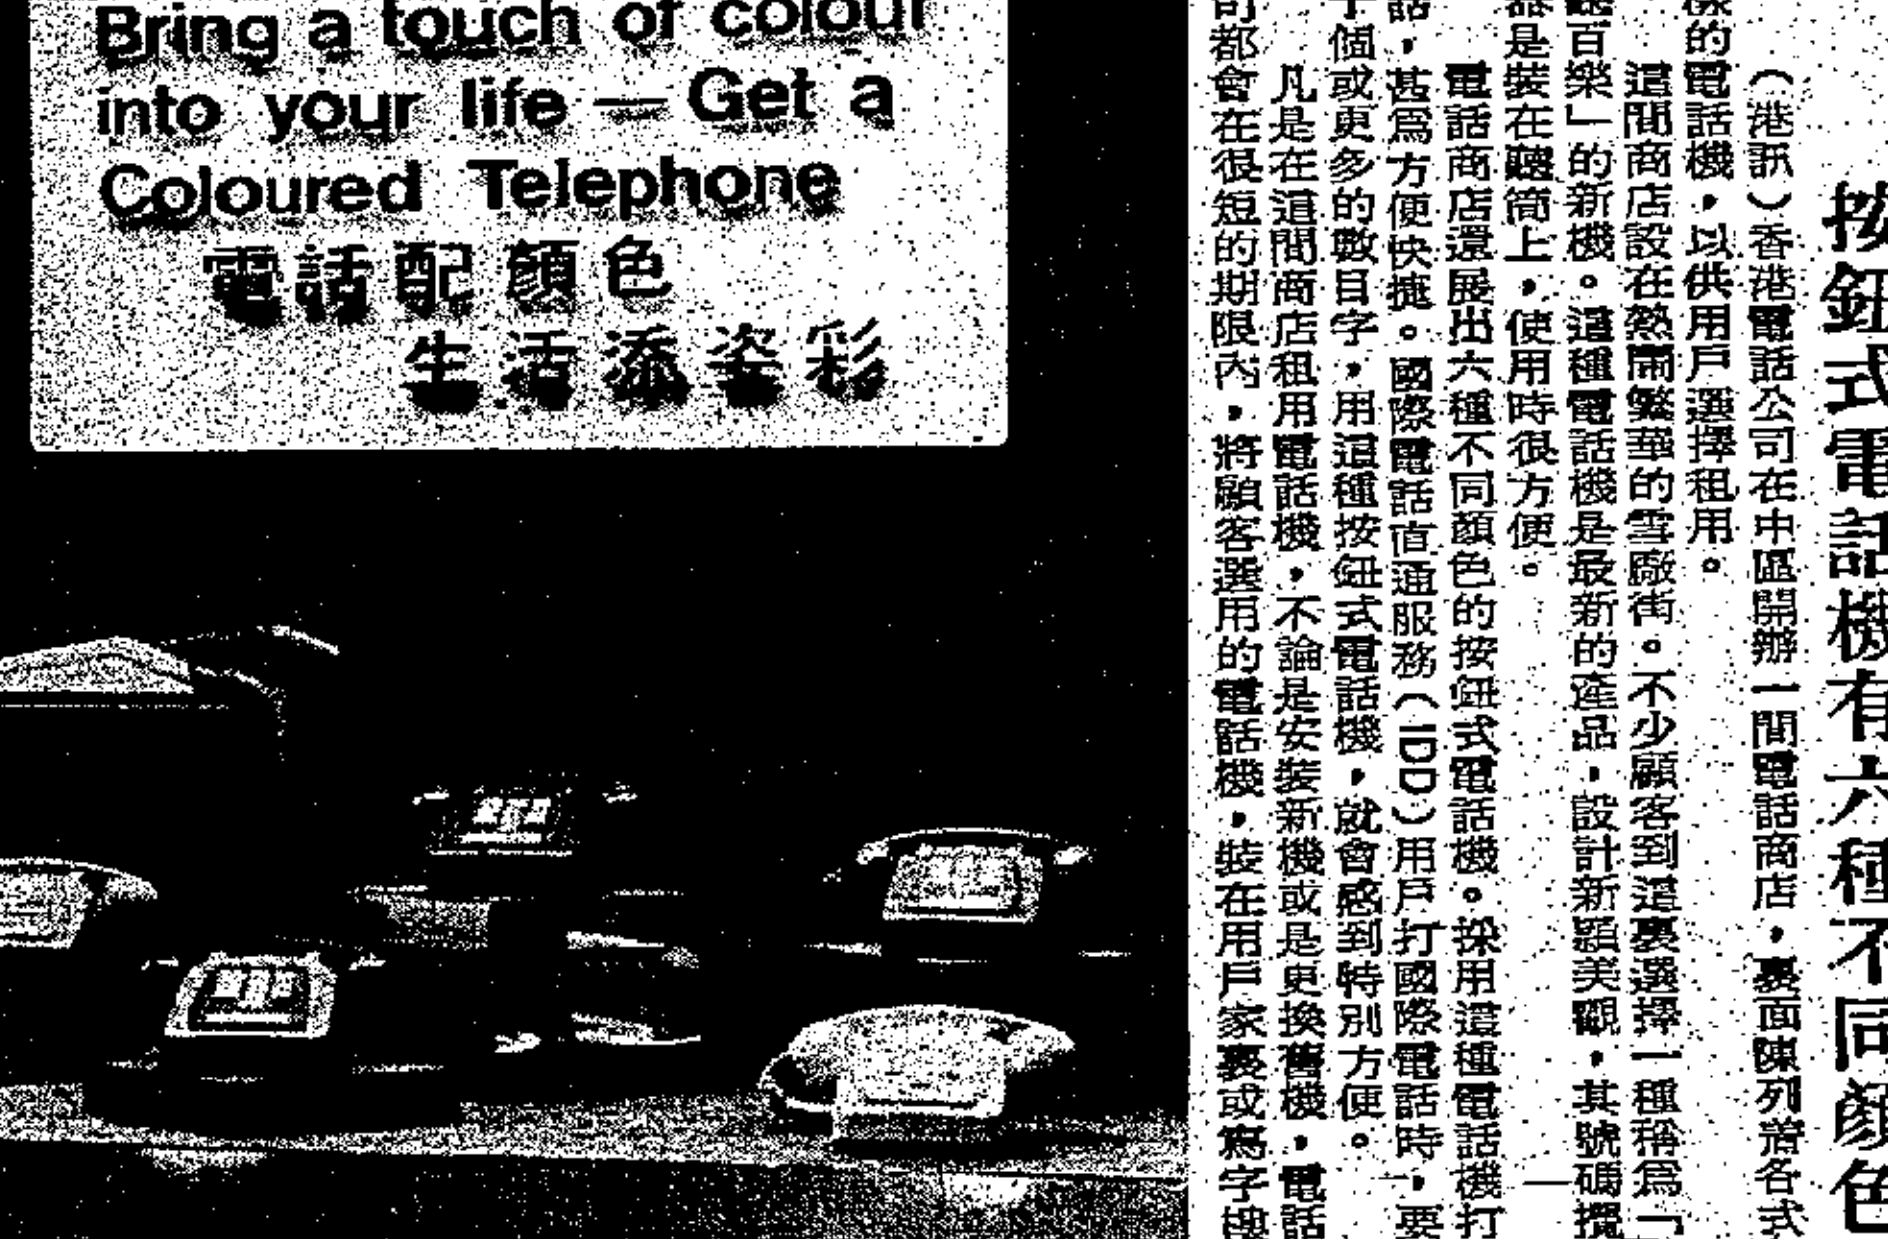 Bring a touch of colour
into your life — Get a
Coloured Telephone
電話配顏色
生活添姿彩
按鈕式電話機有六種不同顏色
（港訊）香港電話公司在中區開辦一間電話商店，裏面陳列着各式
的電話機，以供用戶選擇租用。
這間商店設在熱鬧繁華的雪廠街。不少顧客到這裏選擇一種稱為「
百樂」的新機。這種電話機是最新的產品，設計新穎美觀，其號碼攪
器是裝在聽筒上，使用時很方便。
電話商店還展出六種不同顏色的按鈕式電話機。採用這種電話機打
話，甚為方便快捷。國際電話直通服務（IDD）用戶打國際電話時，要
個或更多的數目字，用這種按鈕式電話機，就會感到特別方便。
凡是在這間商店租用電話機，不論是安裝新機或是更換舊機，電話
司都會在很短的期限內，將顧客選用的電話機，裝在用戶家裏或寫字樓